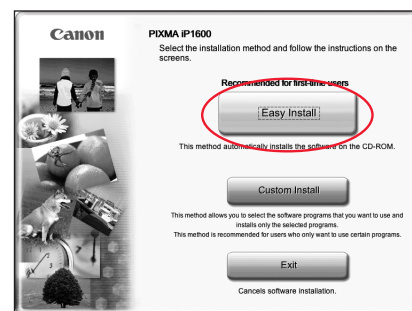 Canon
PIXMA iP1600
Select the installation method and follow the instructions on the
screens.
Recommended for first-time users
Easy Install
This method automatically installs the software on the CD-ROM.
Custom Install
This method allows you to select the software programs that you want to use and
installs only the selected programs.
This method is recommended for users who only want to use certain programs.
Exit
Cancels software installation.